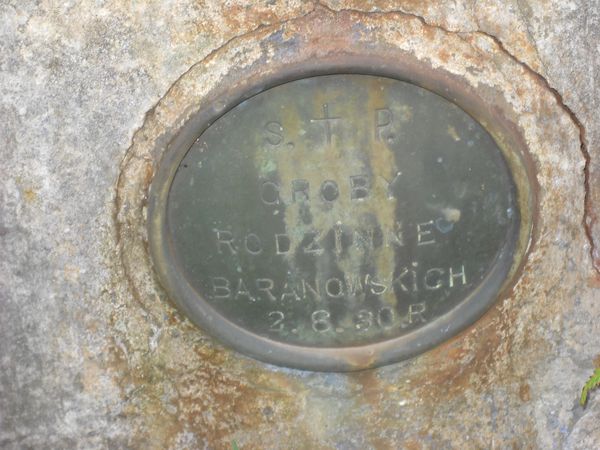 S. † P.
GROBY
RODZINNE
BARANOWSKICH
2.8.30.R